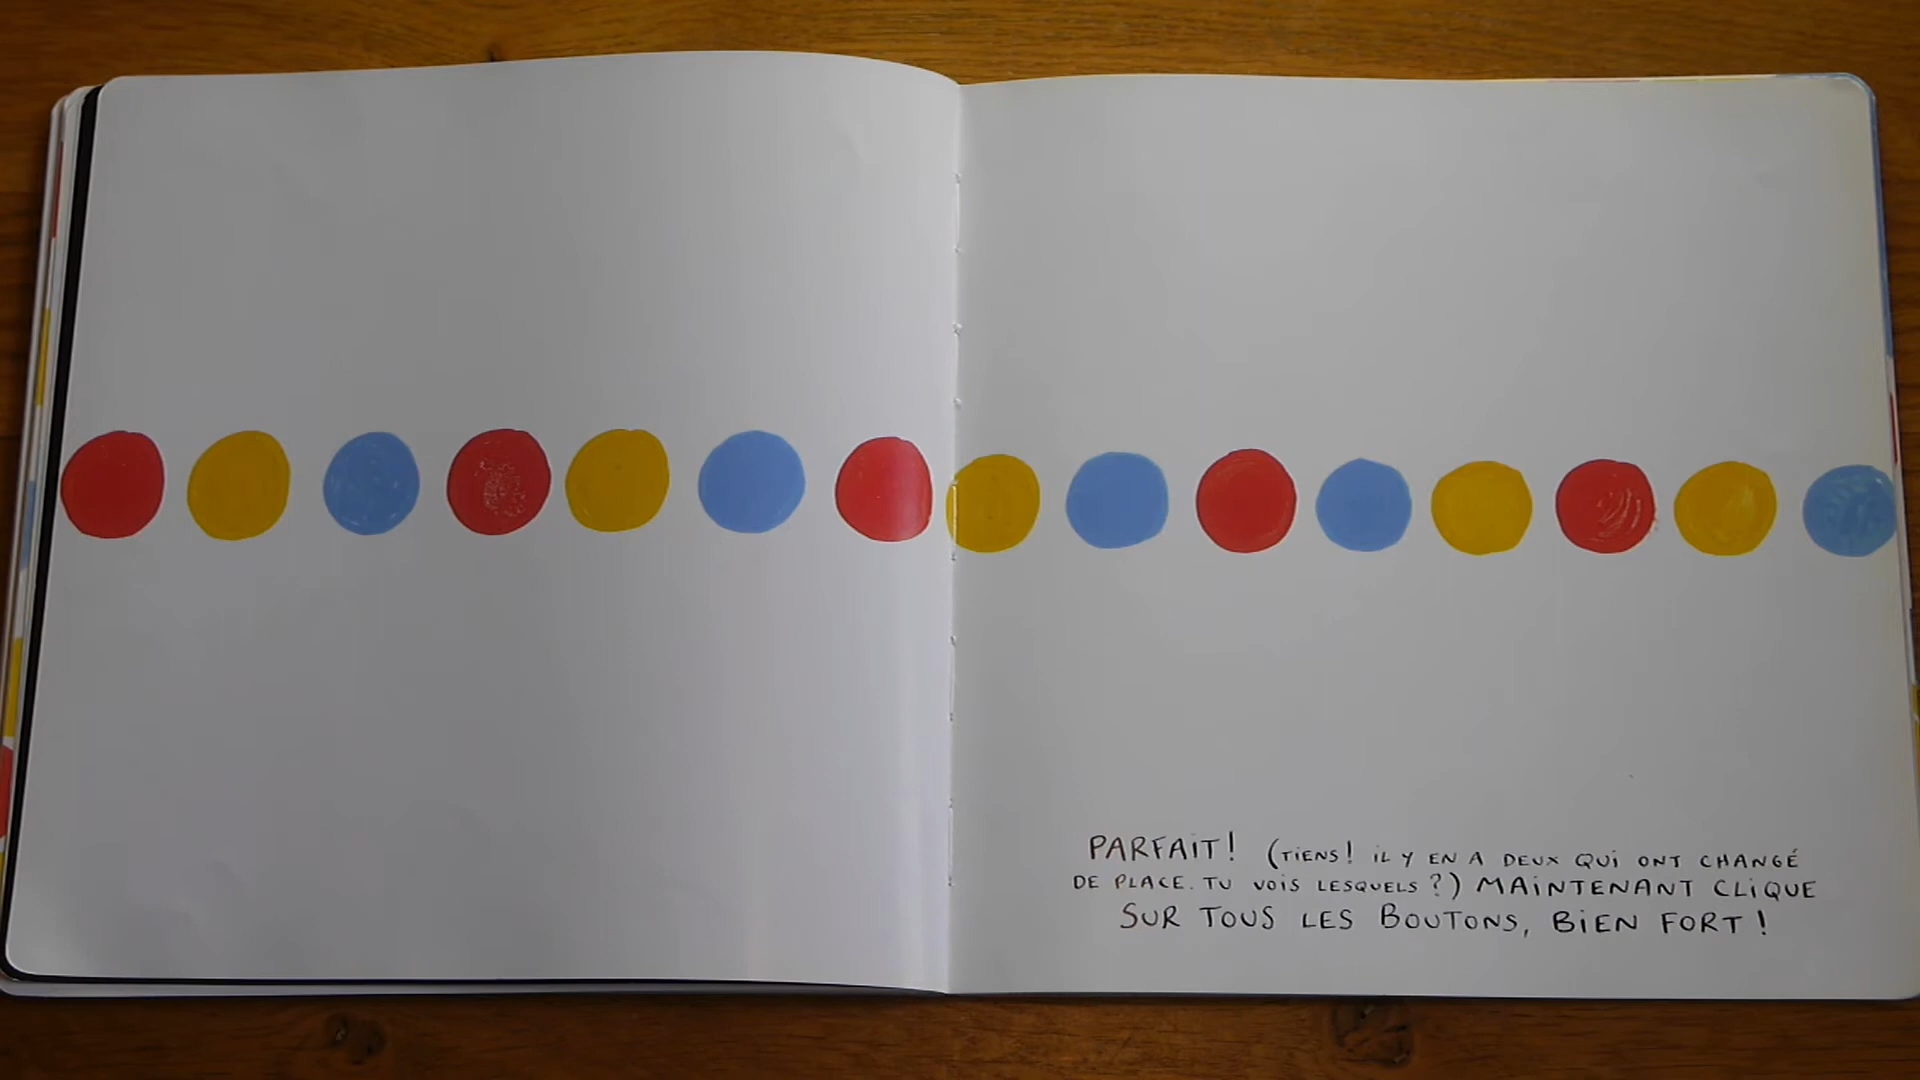 PARFAIT! (TIENS! IL Y EN A DEUX QUI ONT CHANGÉ
DE PLACE. TU VOIS LESQUELS?) MAINTENANT CLIQUE
SUR TOUS LES BOUTONS, BIEN FORT!